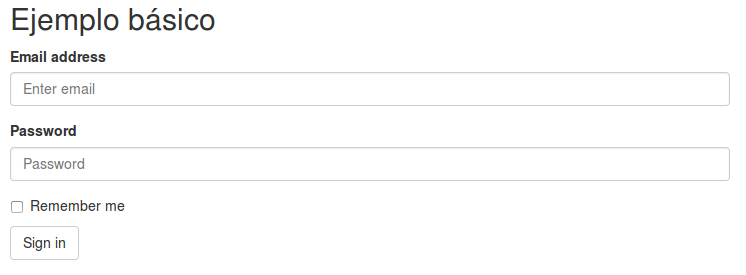 Ejemplo básico
Email address
Enter email
Password
Password
Remember me
Sign in